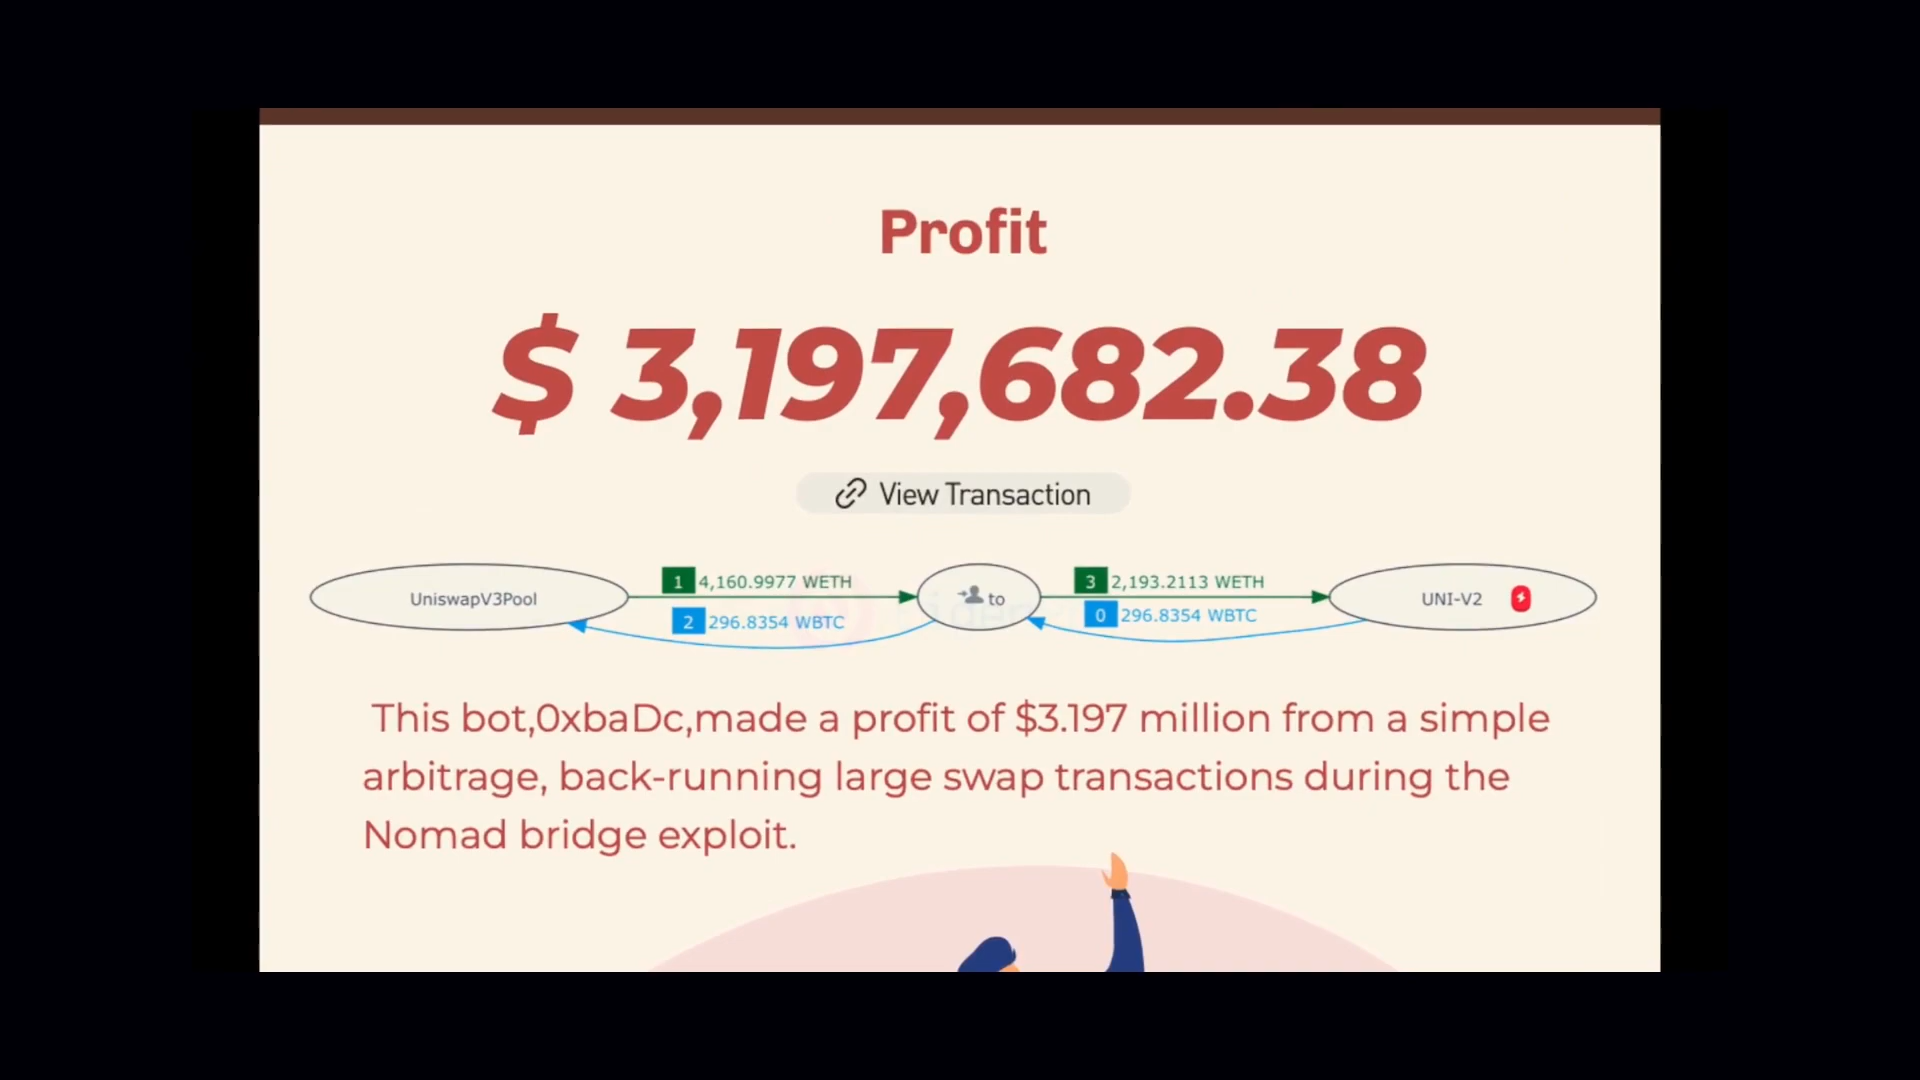 Profit
$ 3,197,682.38
View Transaction
UniswapV3Pool
1 4,160.9977 WETH
2 296.8354 WBTC
to
3 2,193.2113 WETH
0 296.8354 WBTC
UNI-V2
This bot,0xbaDc,made a profit of $3.197 million from a simple
arbitrage, back-running large swap transactions during the
Nomad bridge exploit.